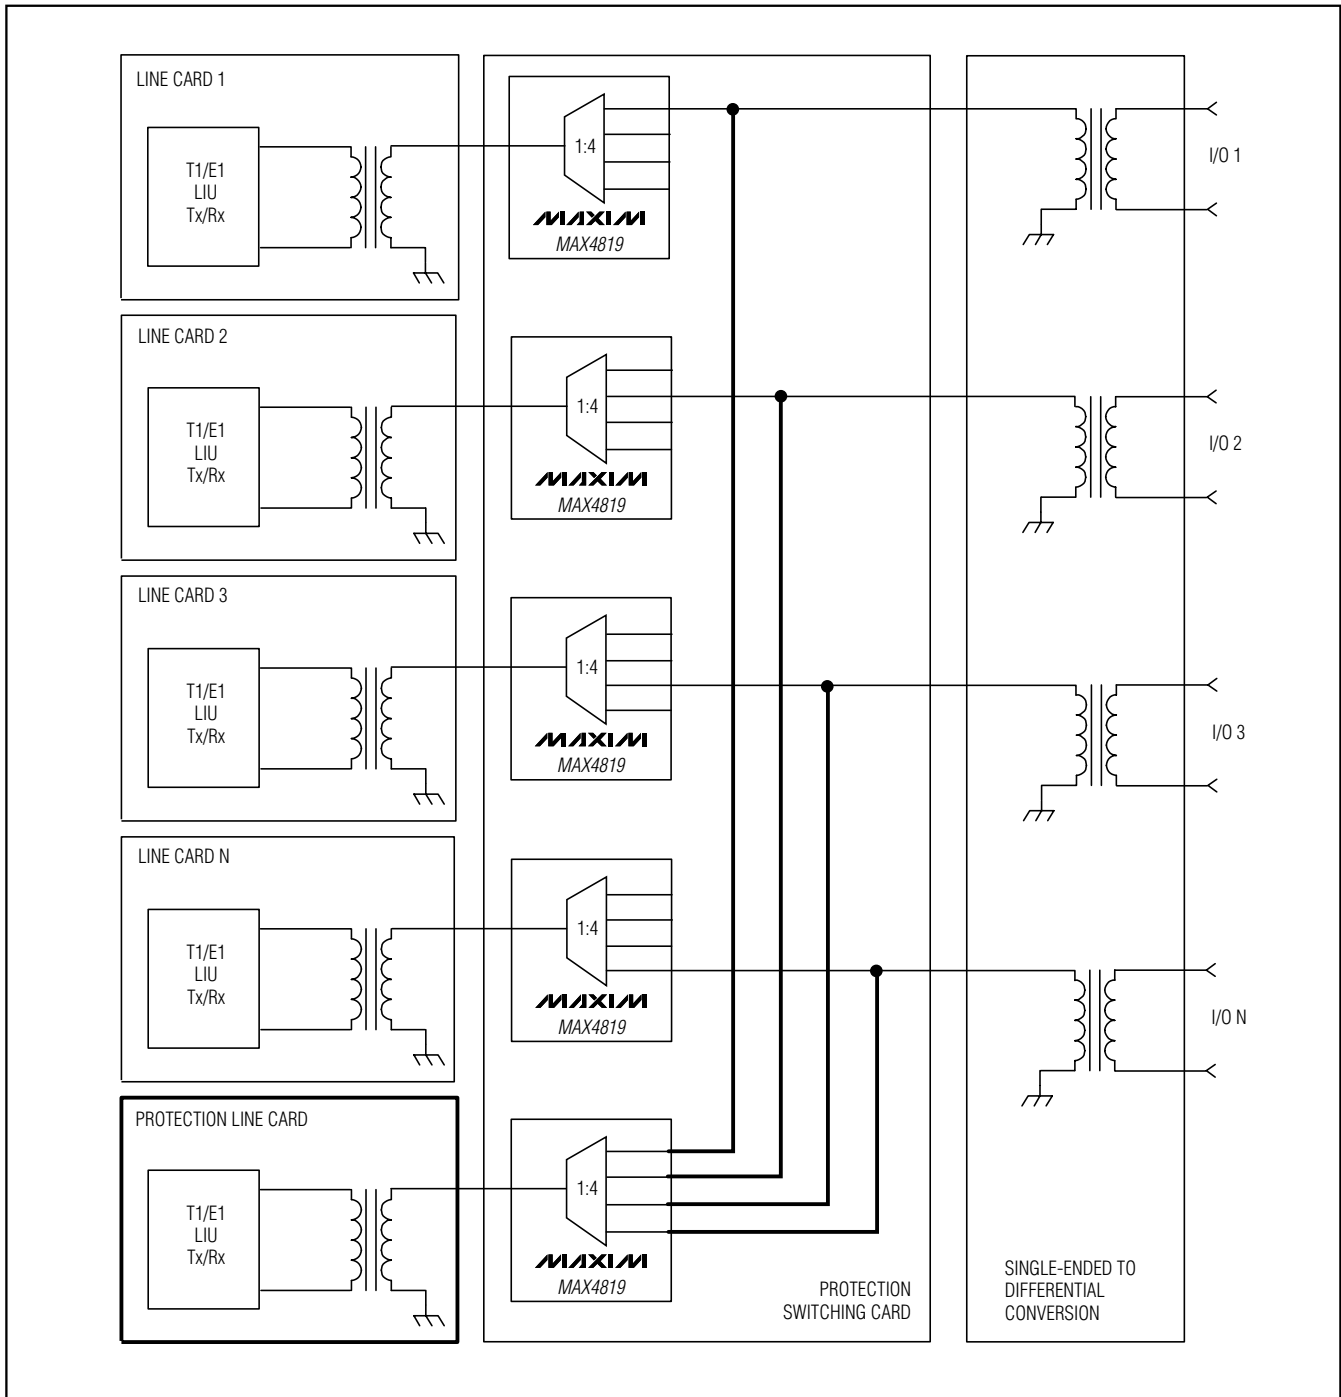 LINE CARD 1
T1/E1
LIU
Tx/Rx
1:4
MAXIM
MAX4819
I/O 1
LINE CARD 2
T1/E1
LIU
Tx/Rx
1:4
MAXIM
MAX4819
I/O 2
LINE CARD 3
T1/E1
LIU
Tx/Rx
1:4
MAXIM
MAX4819
I/O 3
LINE CARD N
T1/E1
LIU
Tx/Rx
1:4
MAXIM
MAX4819
I/O N
PROTECTION LINE CARD
T1/E1
LIU
Tx/Rx
1:4
MAXIM
MAX4819
PROTECTION
SWITCHING CARD
SINGLE-ENDED TO
DIFFERENTIAL
CONVERSION